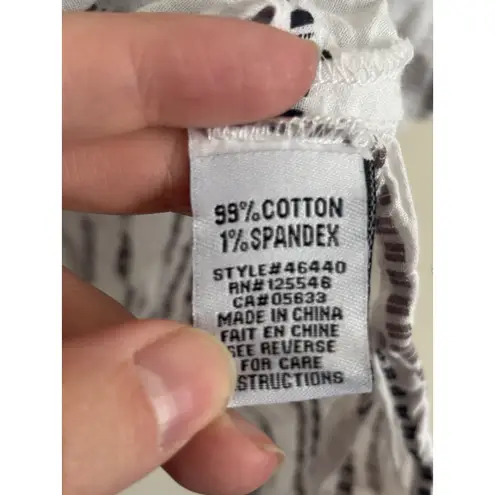 99% COTTON
1% SPANDEX
STYLE#46440
RN#125546
CA#05633
MADE IN CHINA
FAIT EN CHINE
SEE REVERSE
FOR CARE
STRUCTIONS